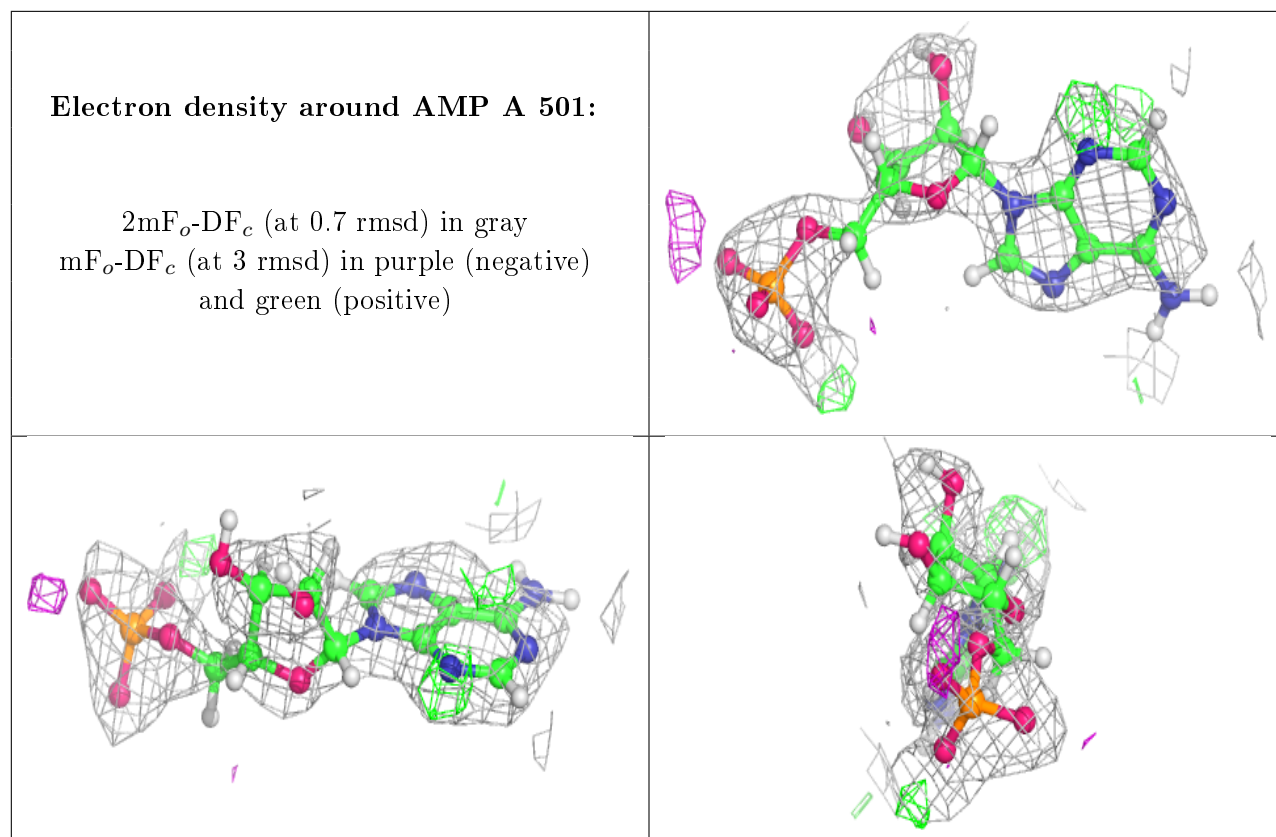 Electron density around AMP A 501:
2mFₒ-DF𝒸 (at 0.7 rmsd) in gray
mFₒ-DF𝒸 (at 3 rmsd) in purple (negative)
and green (positive)